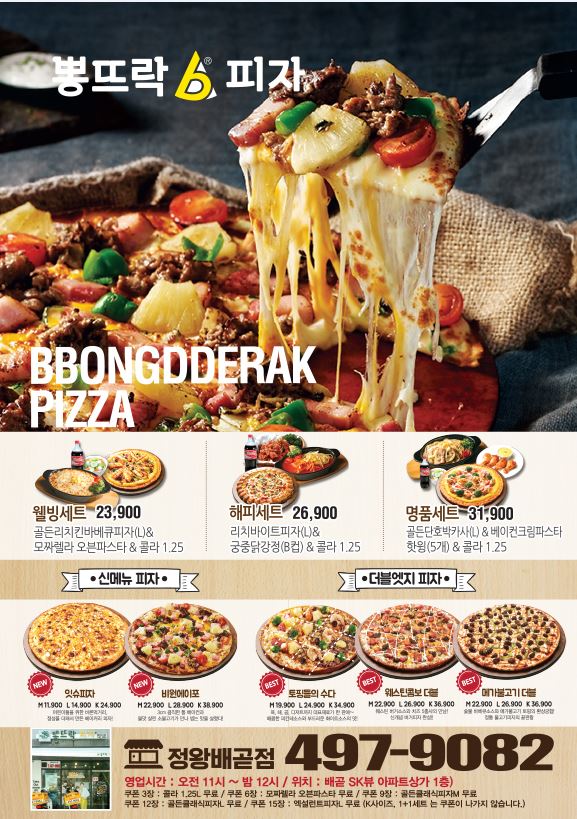 뽕뜨락 b® 피자
BBONGDDERAK
PIZZA
웰빙세트 23,900
골든리치킨바베큐피자(L)&
모짜렐라 오븐파스타 & 콜라 1.25
해피세트 26,900
리치바이트피자(L)&
궁중닭강정(B컵) & 콜라 1.25
명품세트 31,900
골든단호박카사(L) & 베이컨크림파스타
핫윙(5개) & 콜라 1.25
• 신메뉴 피자 •
• 더블엣지 피자 •
NEW
잇슈피자
M 11,900 L 14,900 K 24,900
NEW
비원에이포
M 22,900 L 28,900 K 38,900
BEST
토핑들의 수다
M 19,900 L 24,900 K 34,900
BEST
웨스턴콤보 더블
M 22,900 L 26,900 K 36,900
BEST
메가불고기 더블
M 22,900 L 26,900 K 36,900
정왕배곧점 497-9082
영업시간 : 오전 11시 ~ 밤 12시 / 위치 : 배곧 SK뷰 아파트상가 1층)
쿠폰 3장 : 콜라 1.25L 무료 / 쿠폰 6장 : 모짜렐라 오븐파스타 무료 / 쿠폰 9장 : 골든클래식피자M 무료
쿠폰 12장 : 골든클래식피자L 무료 / 쿠폰 15장 : 엑설런트피자L 무료 (K사이즈, 1+1세트 는 쿠폰이 나가지 않습니다.)